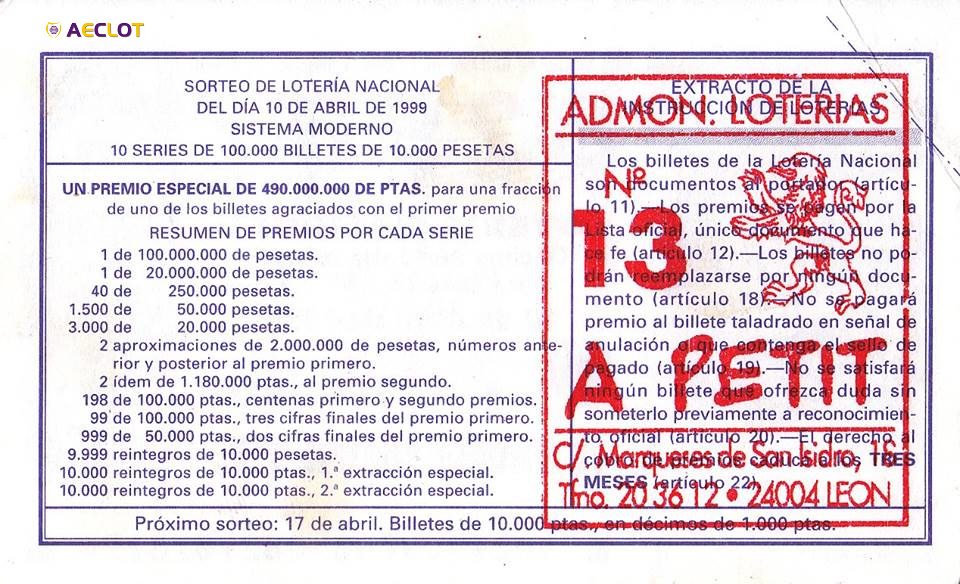 AECLOT
SORTEO DE LOTERÍA NACIONAL
DEL DÍA 10 DE ABRIL DE 1999
SISTEMA MODERNO
10 SERIES DE 100.000 BILLETES DE 10.000 PESETAS
UN PREMIO ESPECIAL DE 490.000.000 DE PTAS. para una fracción
de uno de los billetes agraciados con el primer premio
RESUMEN DE PREMIOS POR CADA SERIE
1 de 100.000.000 de pesetas.
1 de 20.000.000 de pesetas.
40 de 250.000 pesetas.
1.500 de 50.000 pesetas.
3.000 de 20.000 pesetas.
2 aproximaciones de 2.000.000 de pesetas, números ante-
rior y posterior al premio primero.
2 ídem de 1.180.000 ptas., al premio segundo.
198 de 100.000 ptas., centenas primero y segundo premios.
99 de 100.000 ptas., tres cifras finales del premio primero.
999 de 50.000 ptas., dos cifras finales del premio primero.
9.999 reintegros de 10.000 pesetas.
10.000 reintegros de 10.000 ptas., 1.ª extracción especial.
10.000 reintegros de 10.000 ptas., 2.ª extracción especial.
EXTRACTO DE LA
INSTRUCCIÓN DE LOTERÍAS
Los billetes de la Lotería Nacional
son documentos al portador (artícu-
lo 11).—Los premios se pagan por la
Lista oficial, único documento que ha-
ce fe (artículo 12).—Los billetes no po-
drán reemplazarse por ningún docu-
mento (artículo 18).—No se pagará
premio al billete taladrado en señal de
anulación o que contenga el sello de
pagado (artículo 19).—No se satisfará
ningún billete que ofrezca duda sin
someterlo previamente a reconocimien-
to oficial (artículo 20).—El derecho al
cobro de premios caduca a los TRES
MESES (artículo 22).
ADMON. LOTERIAS
Nº
13
A PETIT
C/ Marqueses de San Isidro, 16
Tfno. 20 36 12 • 24004 LEON
Próximo sorteo: 17 de abril. Billetes de 10.000 ptas., en décimos de 1.000 ptas.